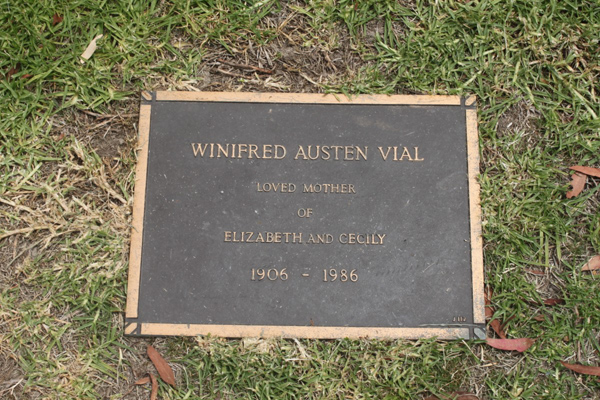 WINIFRED AUSTEN VIAL
LOVED MOTHER
OF
ELIZABETH AND CECILY
1906 - 1986